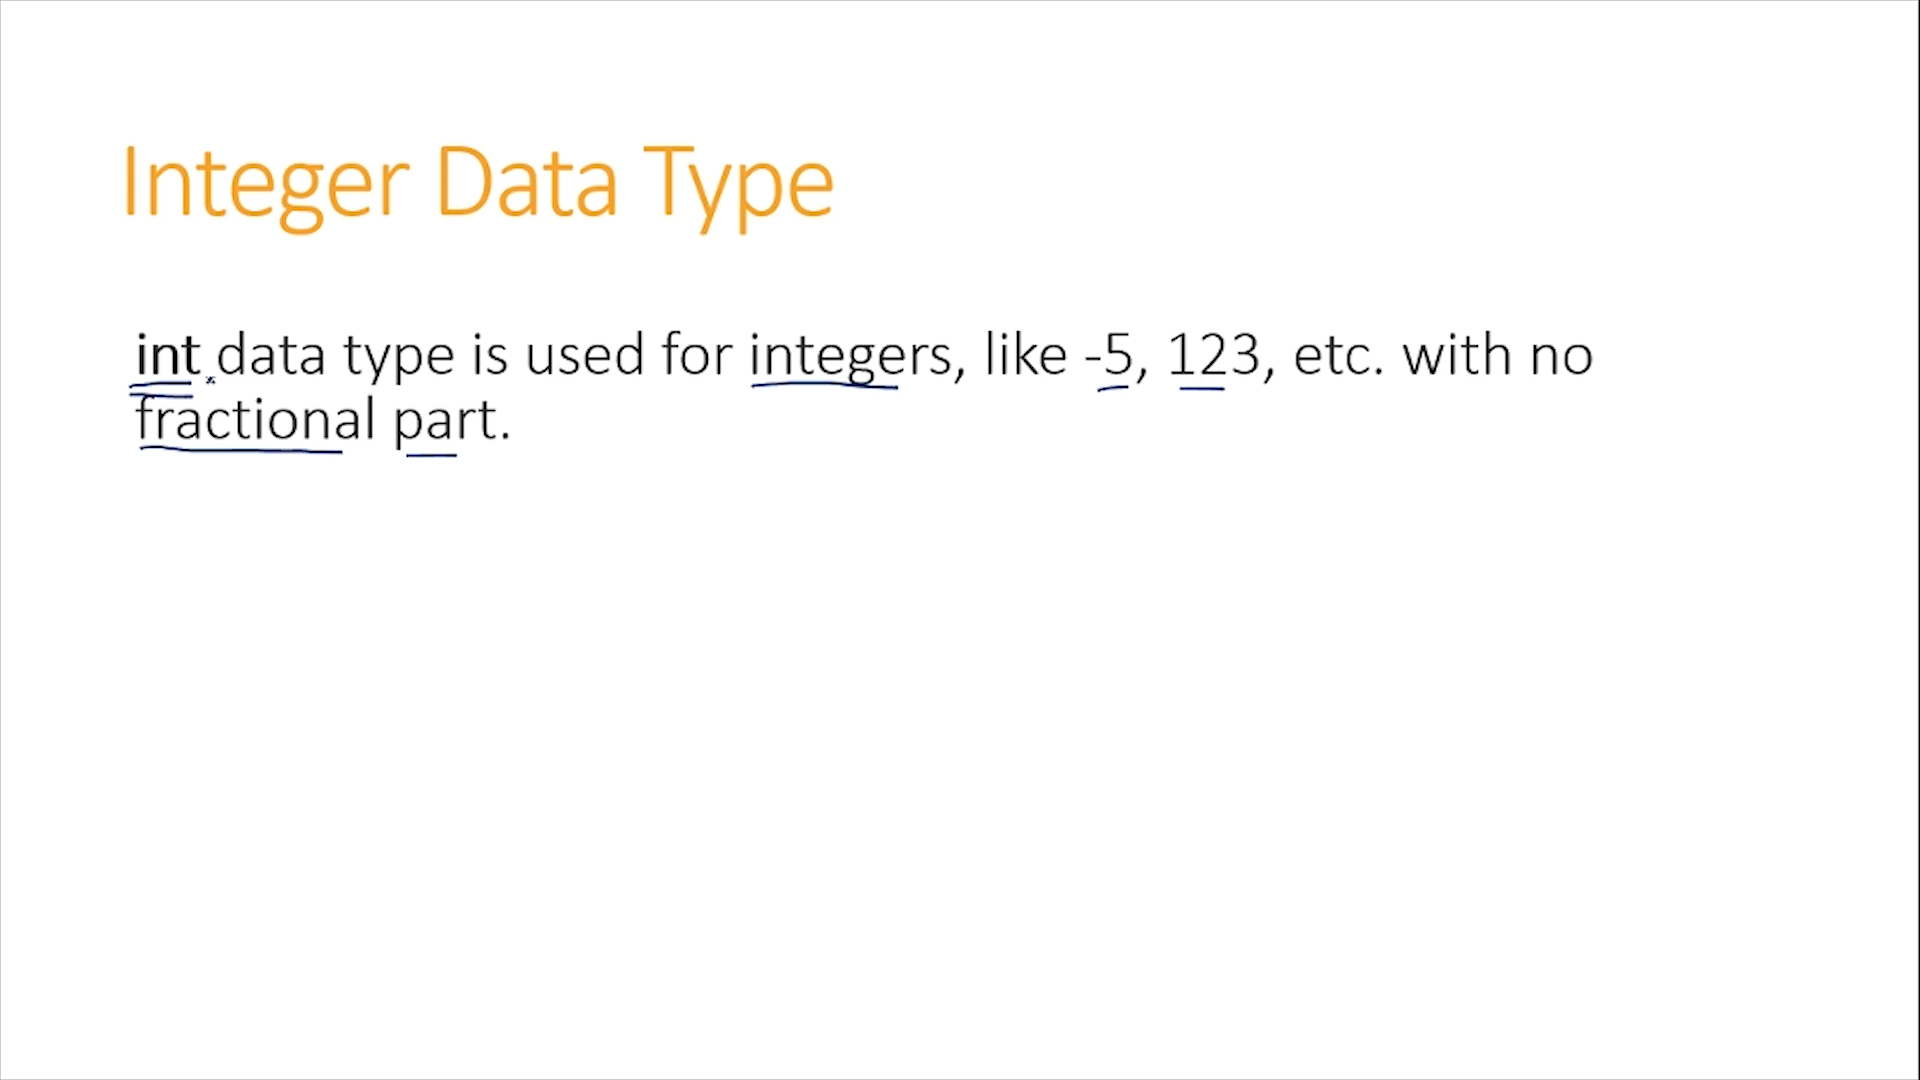 Integer Data Type
int data type is used for integers, like -5, 123, etc. with no
fractional part.